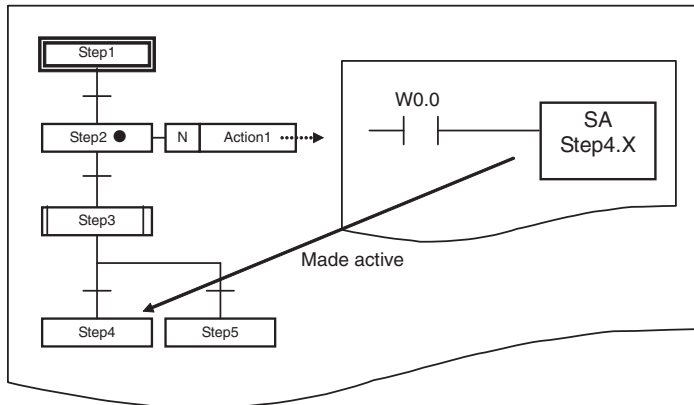 Step1
Step2
N
Action1
Step3
Step4
Step5
W0.0
SA
Step4.X
Made active